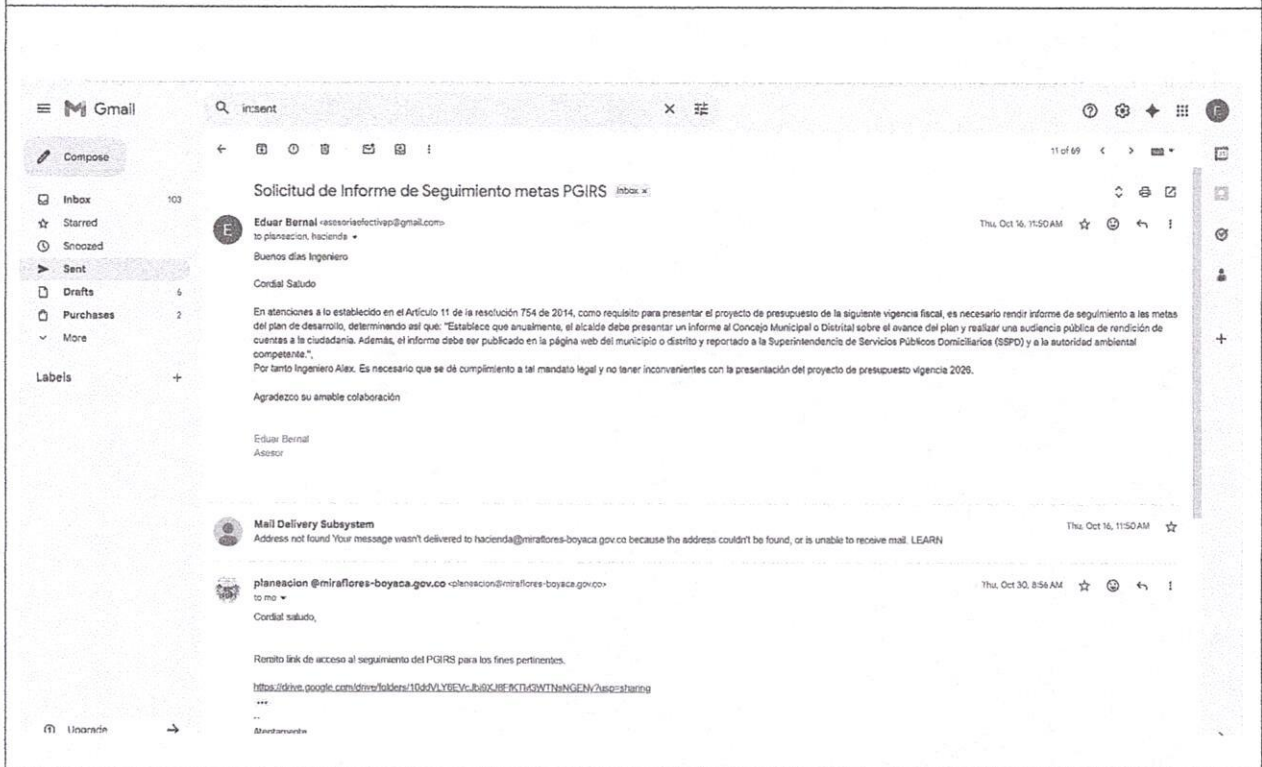 Gmail
in:sent
Compose
11 of 69
Solicitud de Informe de Seguimiento metas PGIRS Inbox x
Inbox 103
Starred
Snoozed
Sent
Drafts 6
Purchases 2
More
Labels
Eduar Bernal <asesoriaefectivap@gmail.com>
Thu, Oct 16, 11:50 AM
to planeacion, hacienda
Buenos días Ingeniero
Cordial Saludo
En atenciones a lo establecido en el Artículo 11 de la resolución 754 de 2014, como requisito para presentar el proyecto de presupuesto de la siguiente vigencia fiscal, es necesario rendir informe de seguimiento a las metas
del plan de desarrollo, determinando así que: "Establece que anualmente, el alcalde debe presentar un informe al Concejo Municipal o Distrital sobre el avance del plan y realizar una audiencia pública de rendición de
cuentas a la ciudadanía. Además, el informe debe ser publicado en la página web del municipio o distrito y reportado a la Superintendencia de Servicios Públicos Domiciliarios (SSPD) y a la autoridad ambiental
competente.",
Por tanto Ingeniero Alex. Es necesario que se dé cumplimiento a tal mandato legal y no tener inconvenientes con la presentación del proyecto de presupuesto vigencia 2026.
Agradezco su amable colaboración
Eduar Bernal
Asesor
Mail Delivery Subsystem
Thu, Oct 16, 11:50 AM
Address not found Your message wasn't delivered to hacienda@miraflores-boyaca.gov.co because the address couldn't be found, or is unable to receive mail. LEARN
planeacion @miraflores-boyaca.gov.co <planeacion@miraflores-boyaca.gov.co>
Thu, Oct 30, 8:56 AM
to me
Cordial saludo,
Remito link de acceso al seguimiento del PGIRS para los fines pertinentes.
...
--
Atentamente
Upgrade